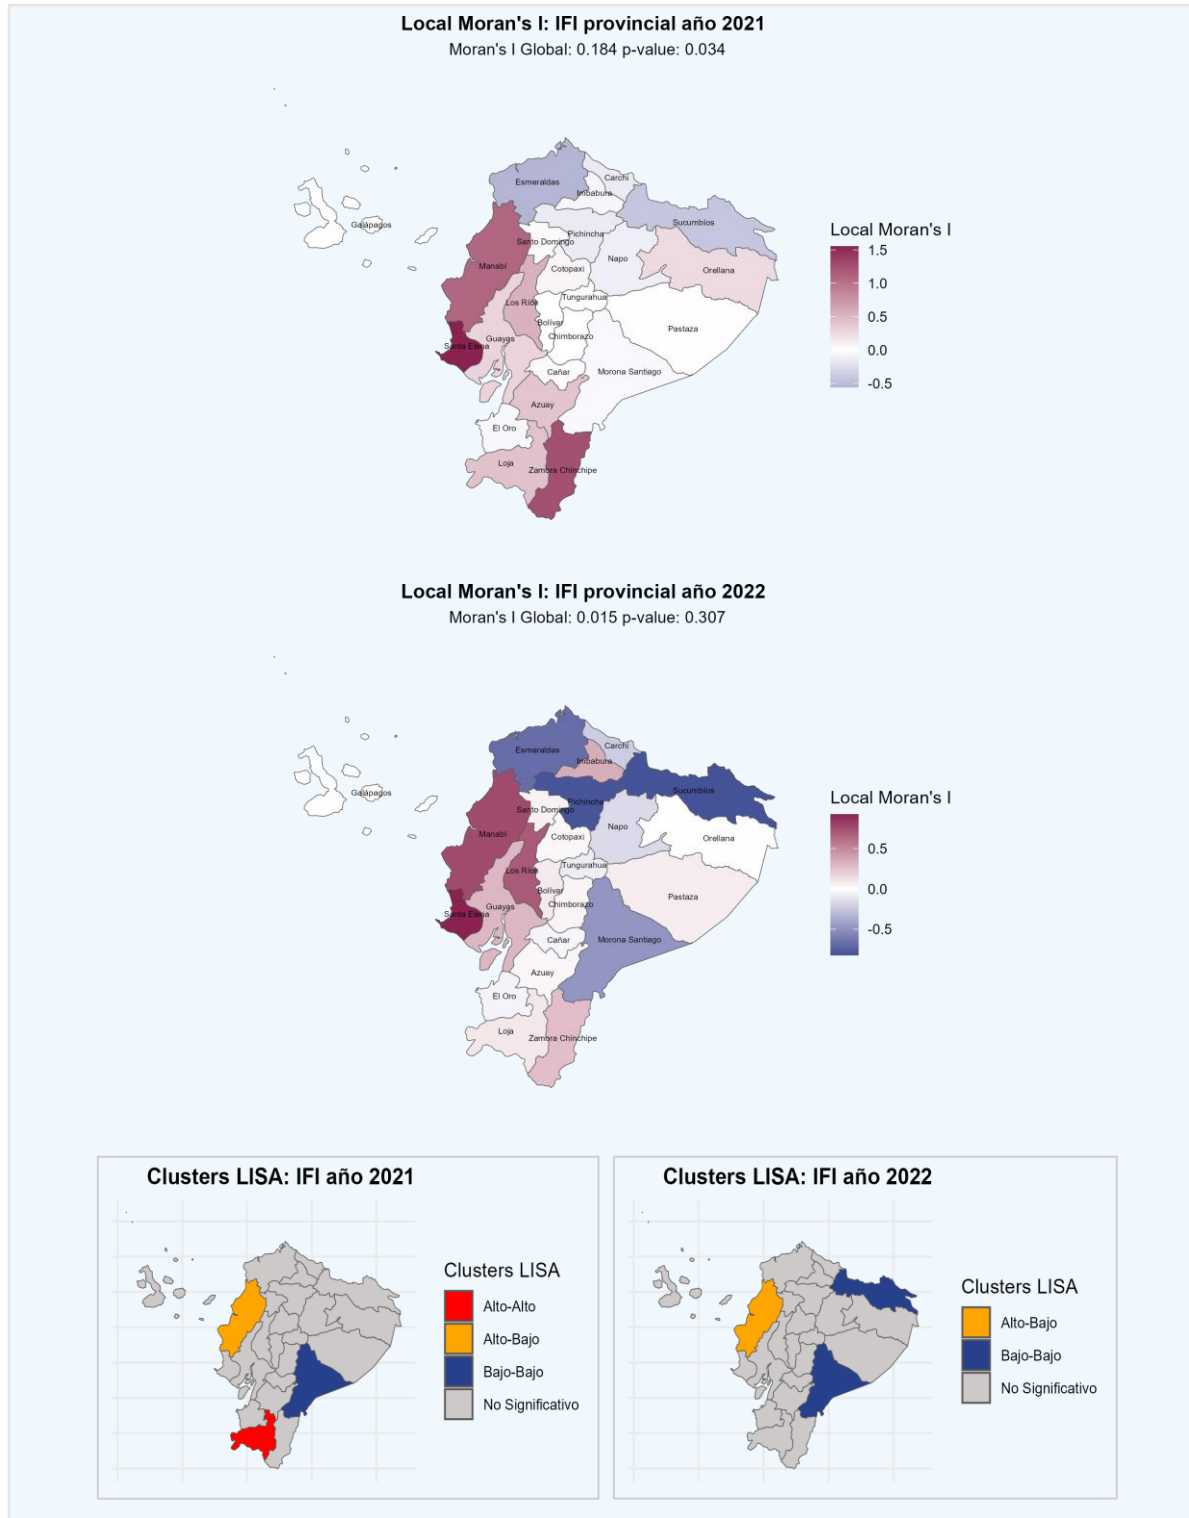 Local Moran's I: IFI provincial año 2021
Moran's I Global: 0.184 p-value: 0.034
Esmeraldas
Carchi
Imbabura
Sucumbíos
Galápagos
Pichincha
Santo Domingo
Napo
Manabí
Cotopaxi
Orellana
Los Ríos
Tungurahua
Bolívar
Pastaza
Guayas
Chimborazo
Santa Elena
Cañar
Morona Santiago
Azuay
El Oro
Loja
Zamora Chinchipe
Local Moran's I
1.5
1.0
0.5
0.0
-0.5
Local Moran's I: IFI provincial año 2022
Moran's I Global: 0.015 p-value: 0.307
Esmeraldas
Carchi
Imbabura
Sucumbíos
Galápagos
Pichincha
Santo Domingo
Napo
Manabí
Cotopaxi
Orellana
Los Ríos
Tungurahua
Bolívar
Pastaza
Guayas
Chimborazo
Santa Elena
Cañar
Morona Santiago
Azuay
El Oro
Loja
Zamora Chinchipe
Local Moran's I
0.5
0.0
-0.5
Clusters LISA: IFI año 2021
Clusters LISA
Alto-Alto
Alto-Bajo
Bajo-Bajo
No Significativo
Clusters LISA: IFI año 2022
Clusters LISA
Alto-Bajo
Bajo-Bajo
No Significativo